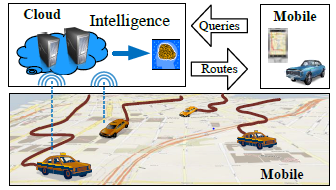 Cloud
Intelligence
Queries
Routes
Mobile
Mobile